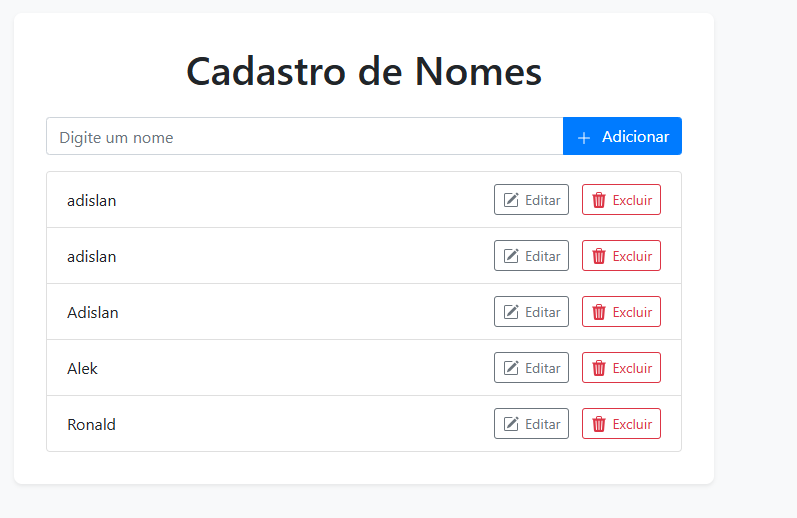 Cadastro de Nomes
Digite um nome
Adicionar
adislan Editar Excluir
adislan Editar Excluir
Adislan Editar Excluir
Alek Editar Excluir
Ronald Editar Excluir